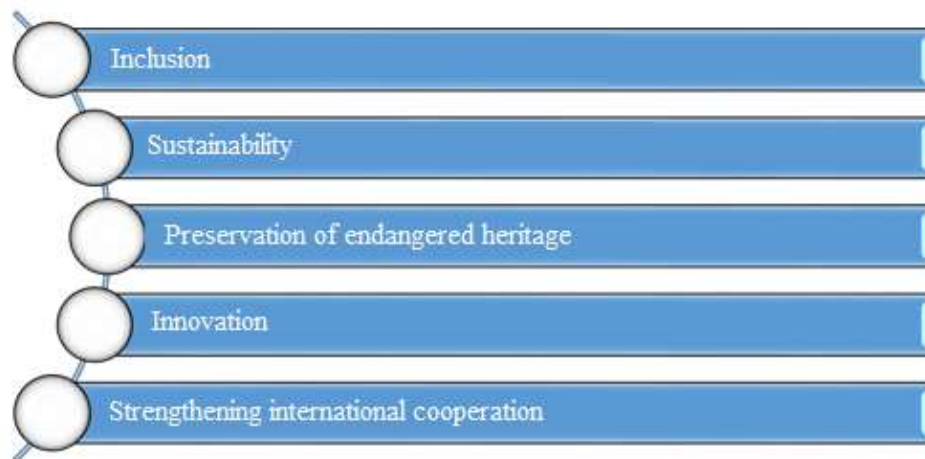 Inclusion
Sustainability
Preservation of endangered heritage
Innovation
Strengthening international cooperation